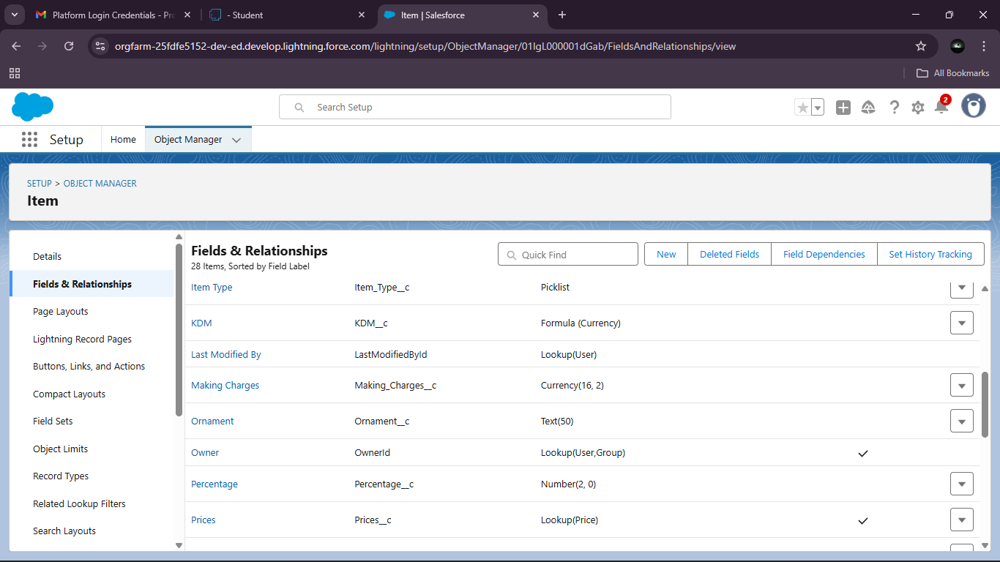 Platform Login Credentials - Pro
- Student
Item | Salesforce
orgfarm-25fdfe5152-dev-ed.develop.lightning.force.com/lightning/setup/ObjectManager/01IgL000001dGab/FieldsAndRelationships/view
All Bookmarks
Search Setup
2
Setup
Home
Object Manager
SETUP > OBJECT MANAGER
Item
Details
Fields & Relationships
Page Layouts
Lightning Record Pages
Buttons, Links, and Actions
Compact Layouts
Field Sets
Object Limits
Record Types
Related Lookup Filters
Search Layouts
Fields & Relationships
28 Items, Sorted by Field Label
Quick Find
New
Deleted Fields
Field Dependencies
Set History Tracking
Item Type Item_Type__c Picklist
KDM KDM__c Formula (Currency)
Last Modified By LastModifiedById Lookup(User)
Making Charges Making_Charges__c Currency(16, 2)
Ornament Ornament__c Text(50)
Owner OwnerId Lookup(User,Group)
Percentage Percentage__c Number(2, 0)
Prices Prices__c Lookup(Price)